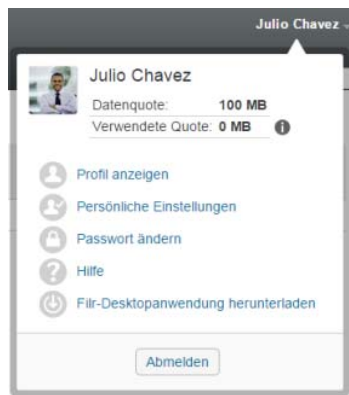 Julio Chavez
Julio Chavez
Datenquote: 100 MB
Verwendete Quote: 0 MB
Profil anzeigen
Persönliche Einstellungen
Passwort ändern
Hilfe
Filr-Desktopanwendung herunterladen
Abmelden